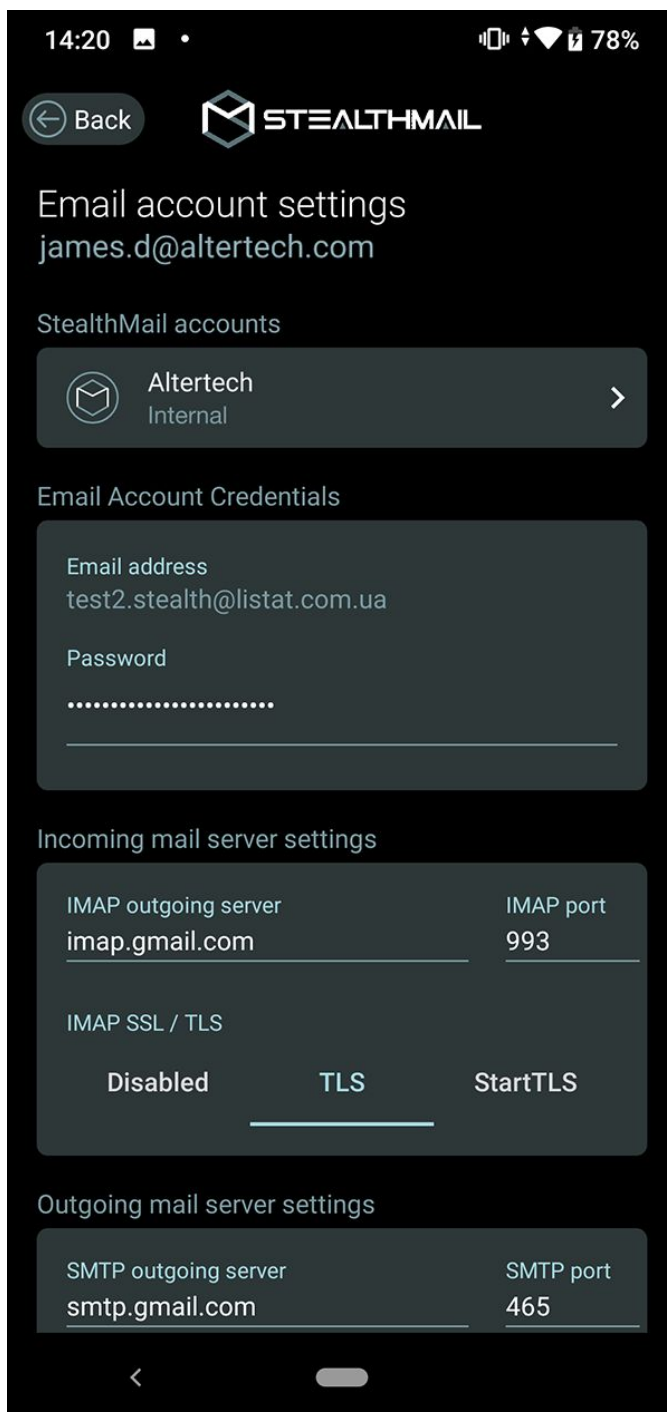 14:20
78%
Back
STEALTHMAIL
Email account settings
james.d@altertech.com
StealthMail accounts
Altertech
Internal
Email Account Credentials
Email address
test2.stealth@listat.com.ua
Password
••••••••••••••••••••••••
Incoming mail server settings
IMAP outgoing server IMAP port
imap.gmail.com 993
IMAP SSL / TLS
Disabled TLS StartTLS
Outgoing mail server settings
SMTP outgoing server SMTP port
smtp.gmail.com 465